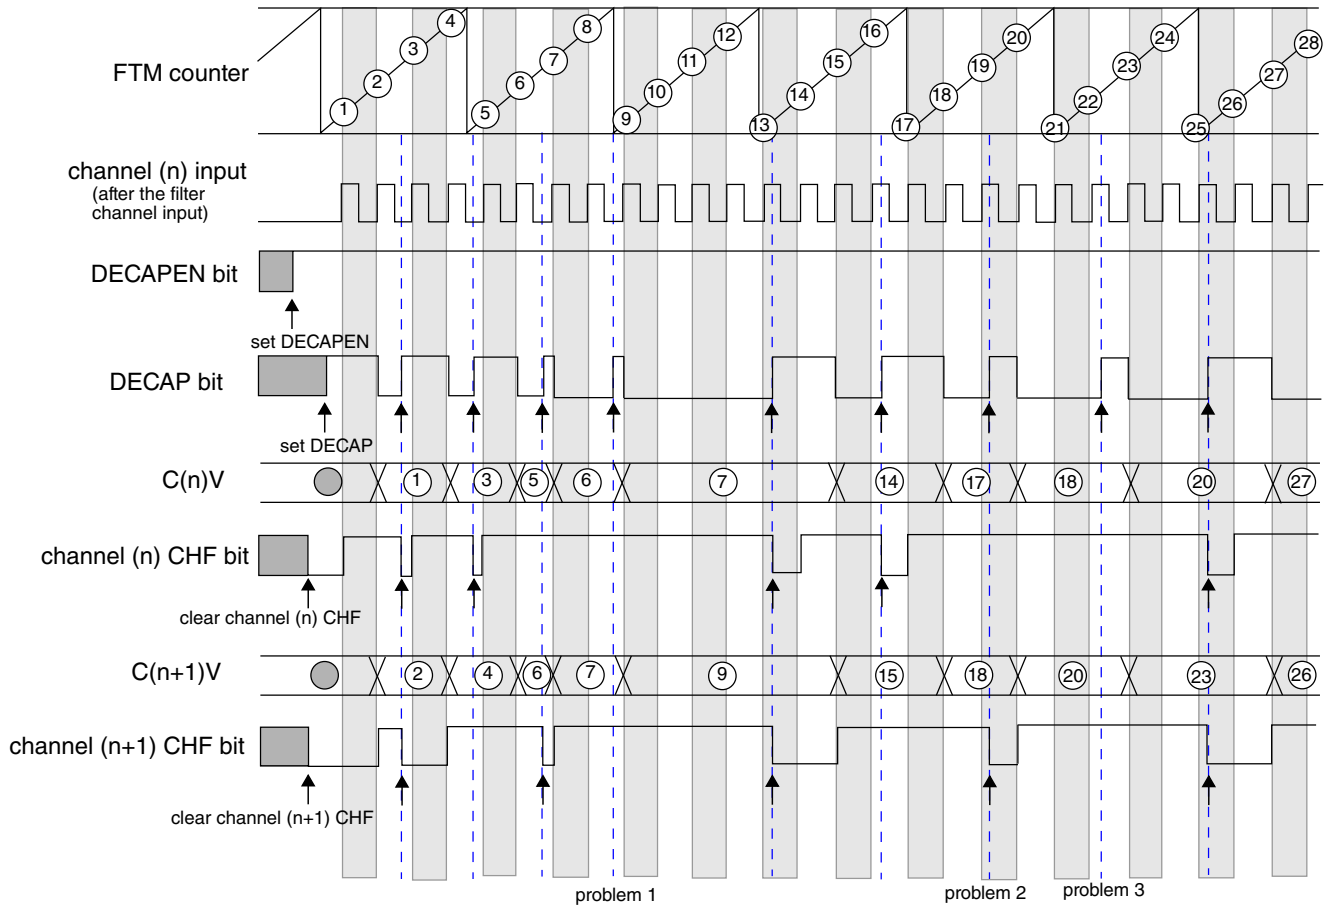 4
8
12
16
20
24
28
3
7
11
15
19
23
27
FTM counter
2
6
10
14
18
22
26
1
5
9
13
17
21
25
channel (n) input
(after the filter
channel input)
DECAPEN bit
set DECAPEN
DECAP bit
set DECAP
C(n)V
1 3 5 6 7 14 17 18 20 27
channel (n) CHF bit
clear channel (n) CHF
C(n+1)V
2 4 6 7 9 15 18 20 23 26
channel (n+1) CHF bit
clear channel (n+1) CHF
problem 1 problem 2 problem 3